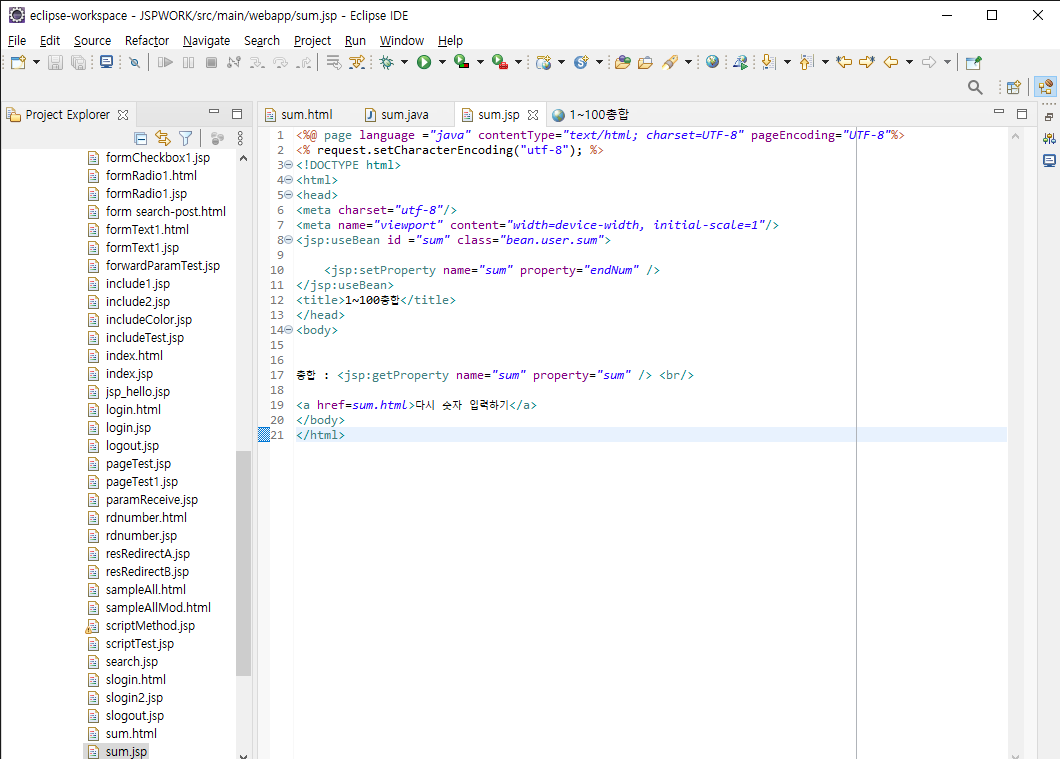 eclipse-workspace - JSPWORK/src/main/webapp/sum.jsp - Eclipse IDE
File Edit Source Refactor Navigate Search Project Run Window Help
Project Explorer
formCheckbox1.jsp
formRadio1.html
formRadio1.jsp
form search-post.html
formText1.html
formText1.jsp
forwardParamTest.jsp
include1.jsp
include2.jsp
includeColor.jsp
includeTest.jsp
index.html
index.jsp
jsp_hello.jsp
login.html
login.jsp
logout.jsp
pageTest.jsp
pageTest1.jsp
paramReceive.jsp
rdnumber.html
rdnumber.jsp
resRedirectA.jsp
resRedirectB.jsp
sampleAll.html
sampleAllMod.html
scriptMethod.jsp
scriptTest.jsp
search.jsp
slogin.html
slogin2.jsp
slogout.jsp
sum.html
sum.jsp
sum.html sum.java sum.jsp 1~100총합
1 <%@ page language ="java" contentType="text/html; charset=UTF-8" pageEncoding="UTF-8"%>
2 <% request.setCharacterEncoding("utf-8"); %>
3 <!DOCTYPE html>
4 <html>
5 <head>
6 <meta charset="utf-8"/>
7 <meta name="viewport" content="width=device-width, initial-scale=1"/>
8 <jsp:useBean id ="sum" class="bean.user.sum">
9
10 <jsp:setProperty name="sum" property="endNum" />
11 </jsp:useBean>
12 <title>1~100총합</title>
13 </head>
14 <body>
15
16
17 총합 : <jsp:getProperty name="sum" property="sum" /> <br/>
18
19 <a href=sum.html>다시 숫자 입력하기</a>
20 </body>
21 </html>